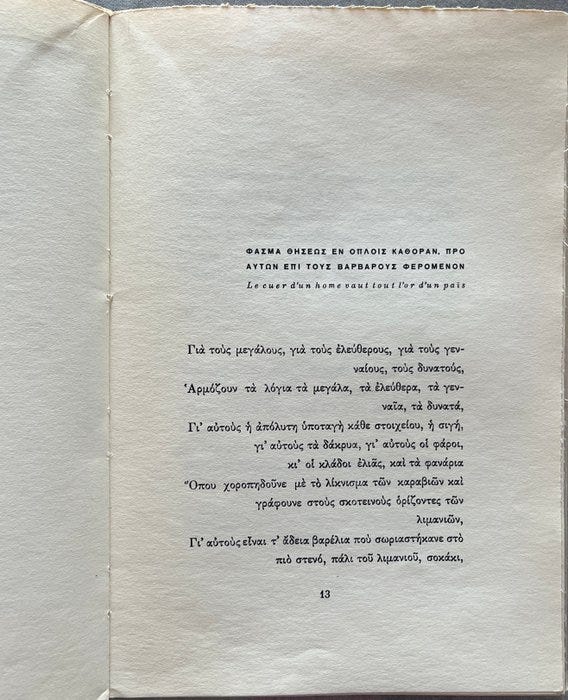 ΦΑΣΜΑ ΘΗΣΕΩΣ ΕΝ ΟΠΛΟΙΣ ΚΑΘΟΡΑΝ, ΠΡΟ
ΑΥΤΩΝ ΕΠΙ ΤΟΥΣ ΒΑΡΒΑΡΟΥΣ ΦΕΡΟΜΕΝΟΝ
Le cuer d'un home vaut tout l'or d'un païs
Γιὰ τοὺς μεγάλους, γιὰ τοὺς ἐλεύθερους, γιὰ τοὺς γεν-
ναίους, τοὺς δυνατούς,
Ἁρμόζουν τὰ λόγια τὰ μεγάλα, τὰ ἐλεύθερα, τὰ γεν-
ναῖα, τὰ δυνατά,
Γι' αὐτοὺς ἡ ἀπόλυτη ὑποταγὴ κάθε στοιχείου, ἡ σιγή,
γι' αὐτοὺς τὰ δάκρυα, γι' αὐτοὺς οἱ φάροι,
κι' οἱ κλάδοι ἐλιᾶς, καὶ τὰ φανάρια
Ὅπου χοροπηδοῦνε μὲ τὸ λίκνισμα τῶν καραβιῶν καὶ
γράφουνε στοὺς σκοτεινοὺς ὁρίζοντες τῶν
λιμανιῶν,
Γι' αὐτοὺς εἶναι τ' ἄδεια βαρέλια ποὺ σωριαστήκανε στὸ
πιὸ στενό, πάλι τοῦ λιμανιοῦ, σοκάκι,
13